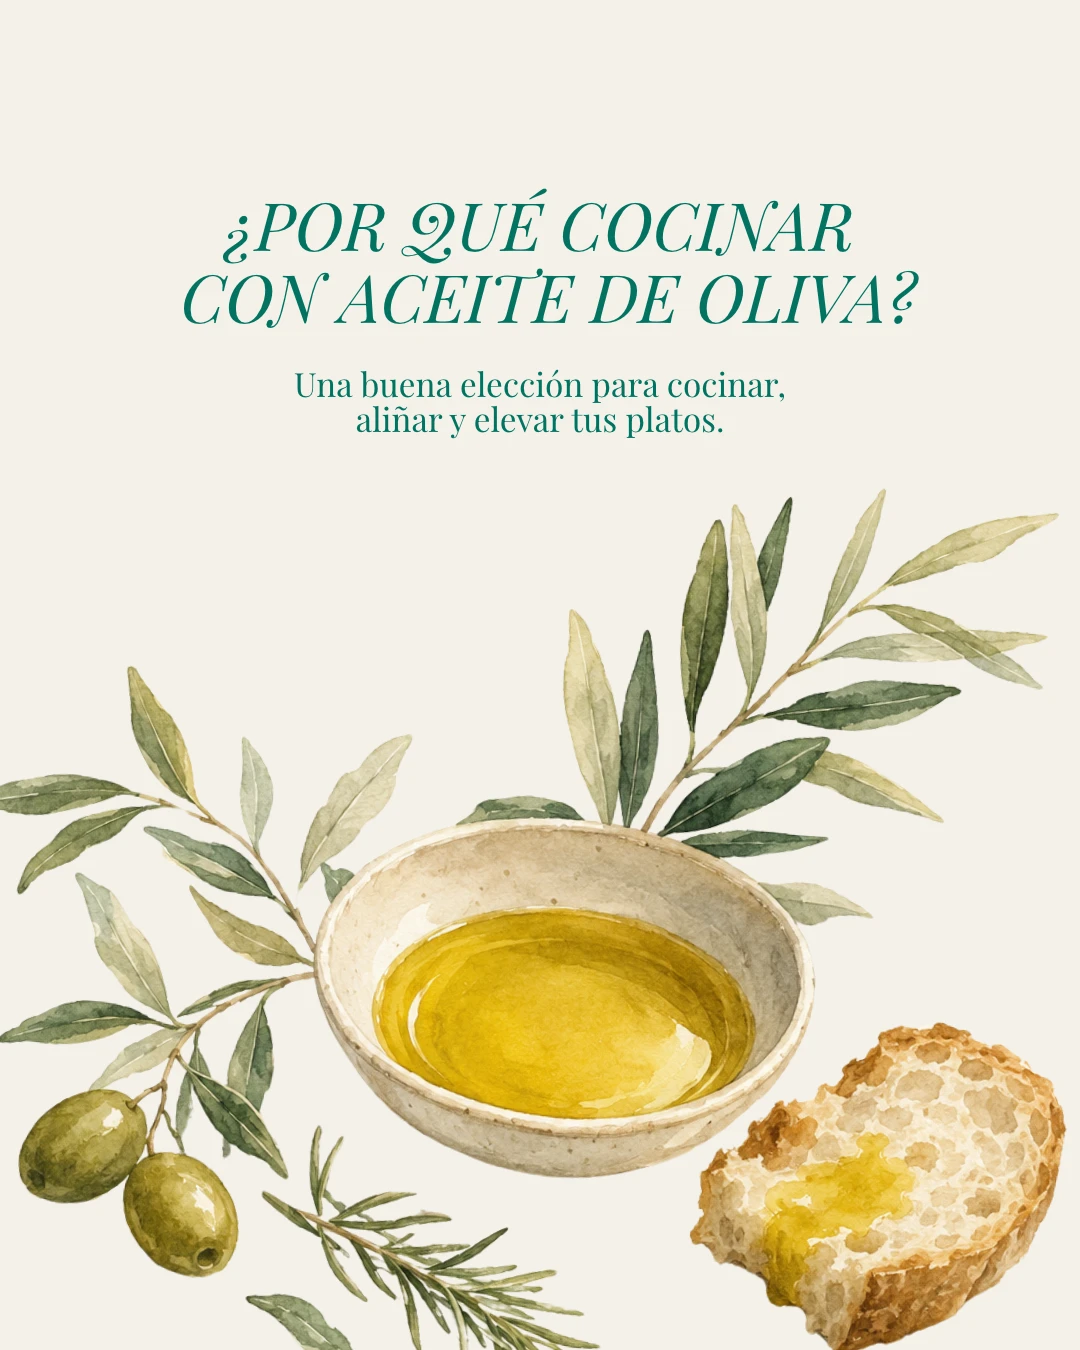 ¿POR QUÉ COCINAR
CON ACEITE DE OLIVA?
Una buena elección para cocinar,
aliñar y elevar tus platos.